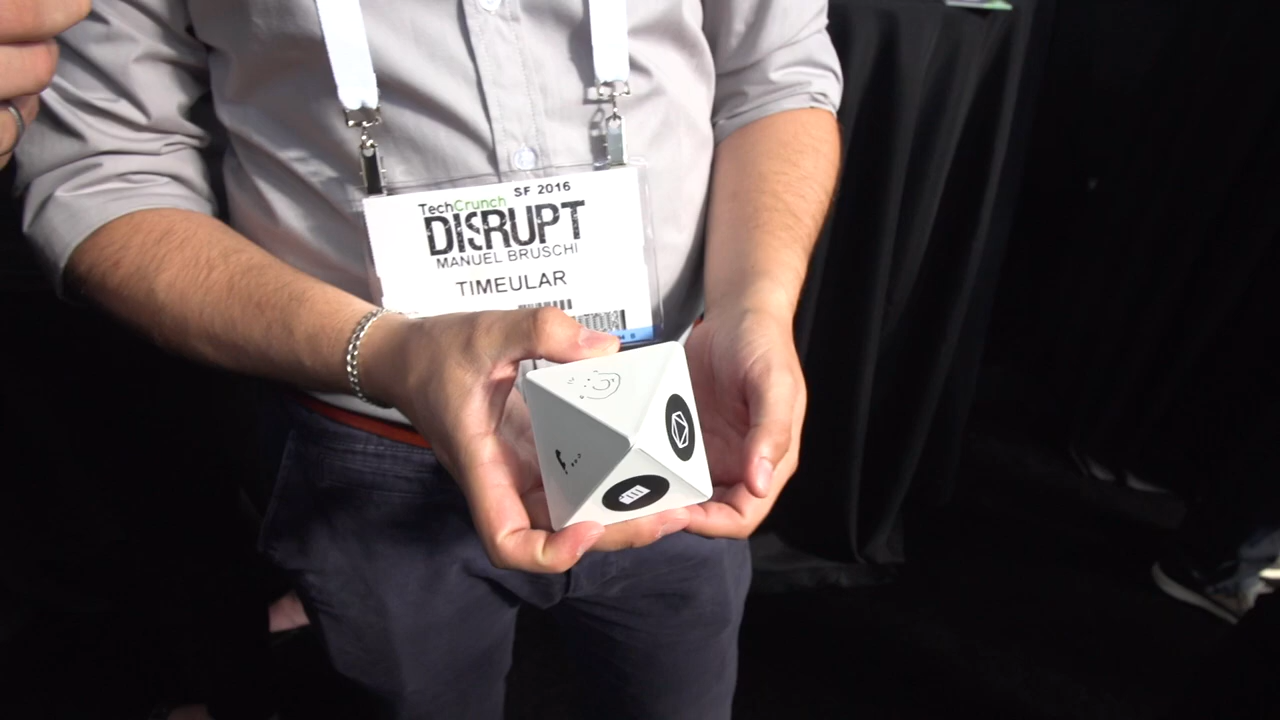 SF 2016
TechCrunch
DISRUPT
MANUEL BRUSCHI
TIMEULAR